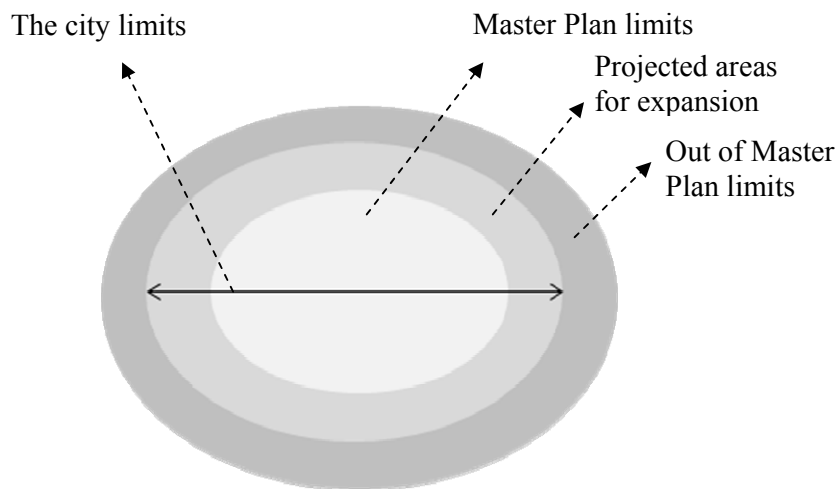 The city limits
Master Plan limits
Projected areas
for expansion
Out of Master
Plan limits